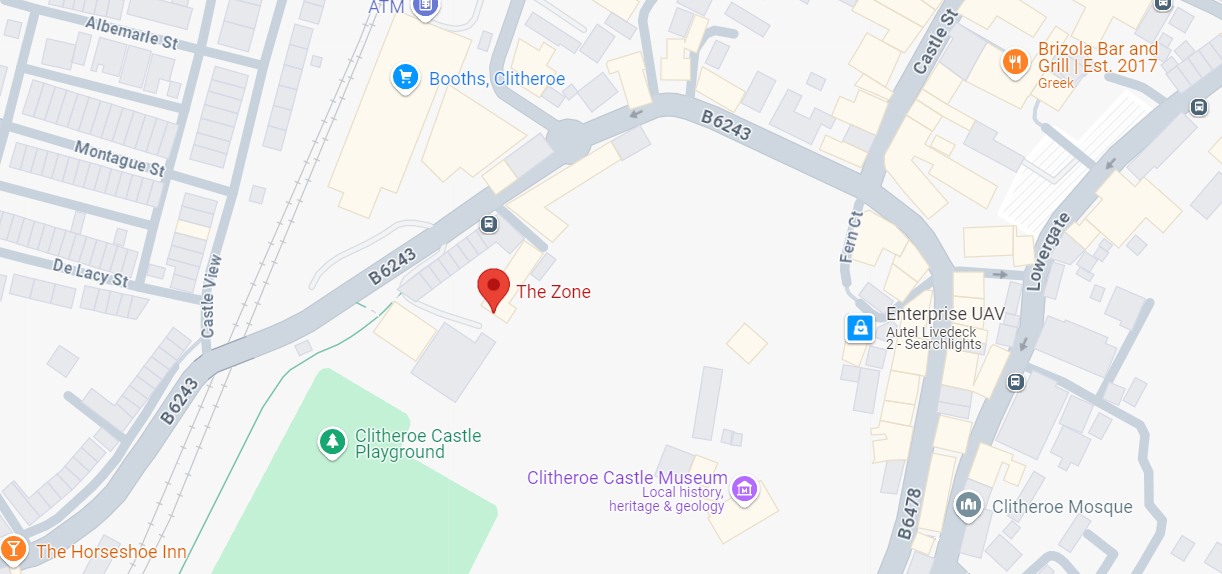 ATM
Albemarle St
Castle St
Brizola Bar and
Grill | Est. 2017
Greek
Booths, Clitheroe
B6243
Montague St
Fern Ct
Lowergate
De Lacy St
Castle View
B6243
The Zone
Enterprise UAV
Autel Livedeck
2 - Searchlights
B6243
Clitheroe Castle
Playground
Clitheroe Castle Museum
Local history,
heritage & geology
B6478
Clitheroe Mosque
The Horseshoe Inn